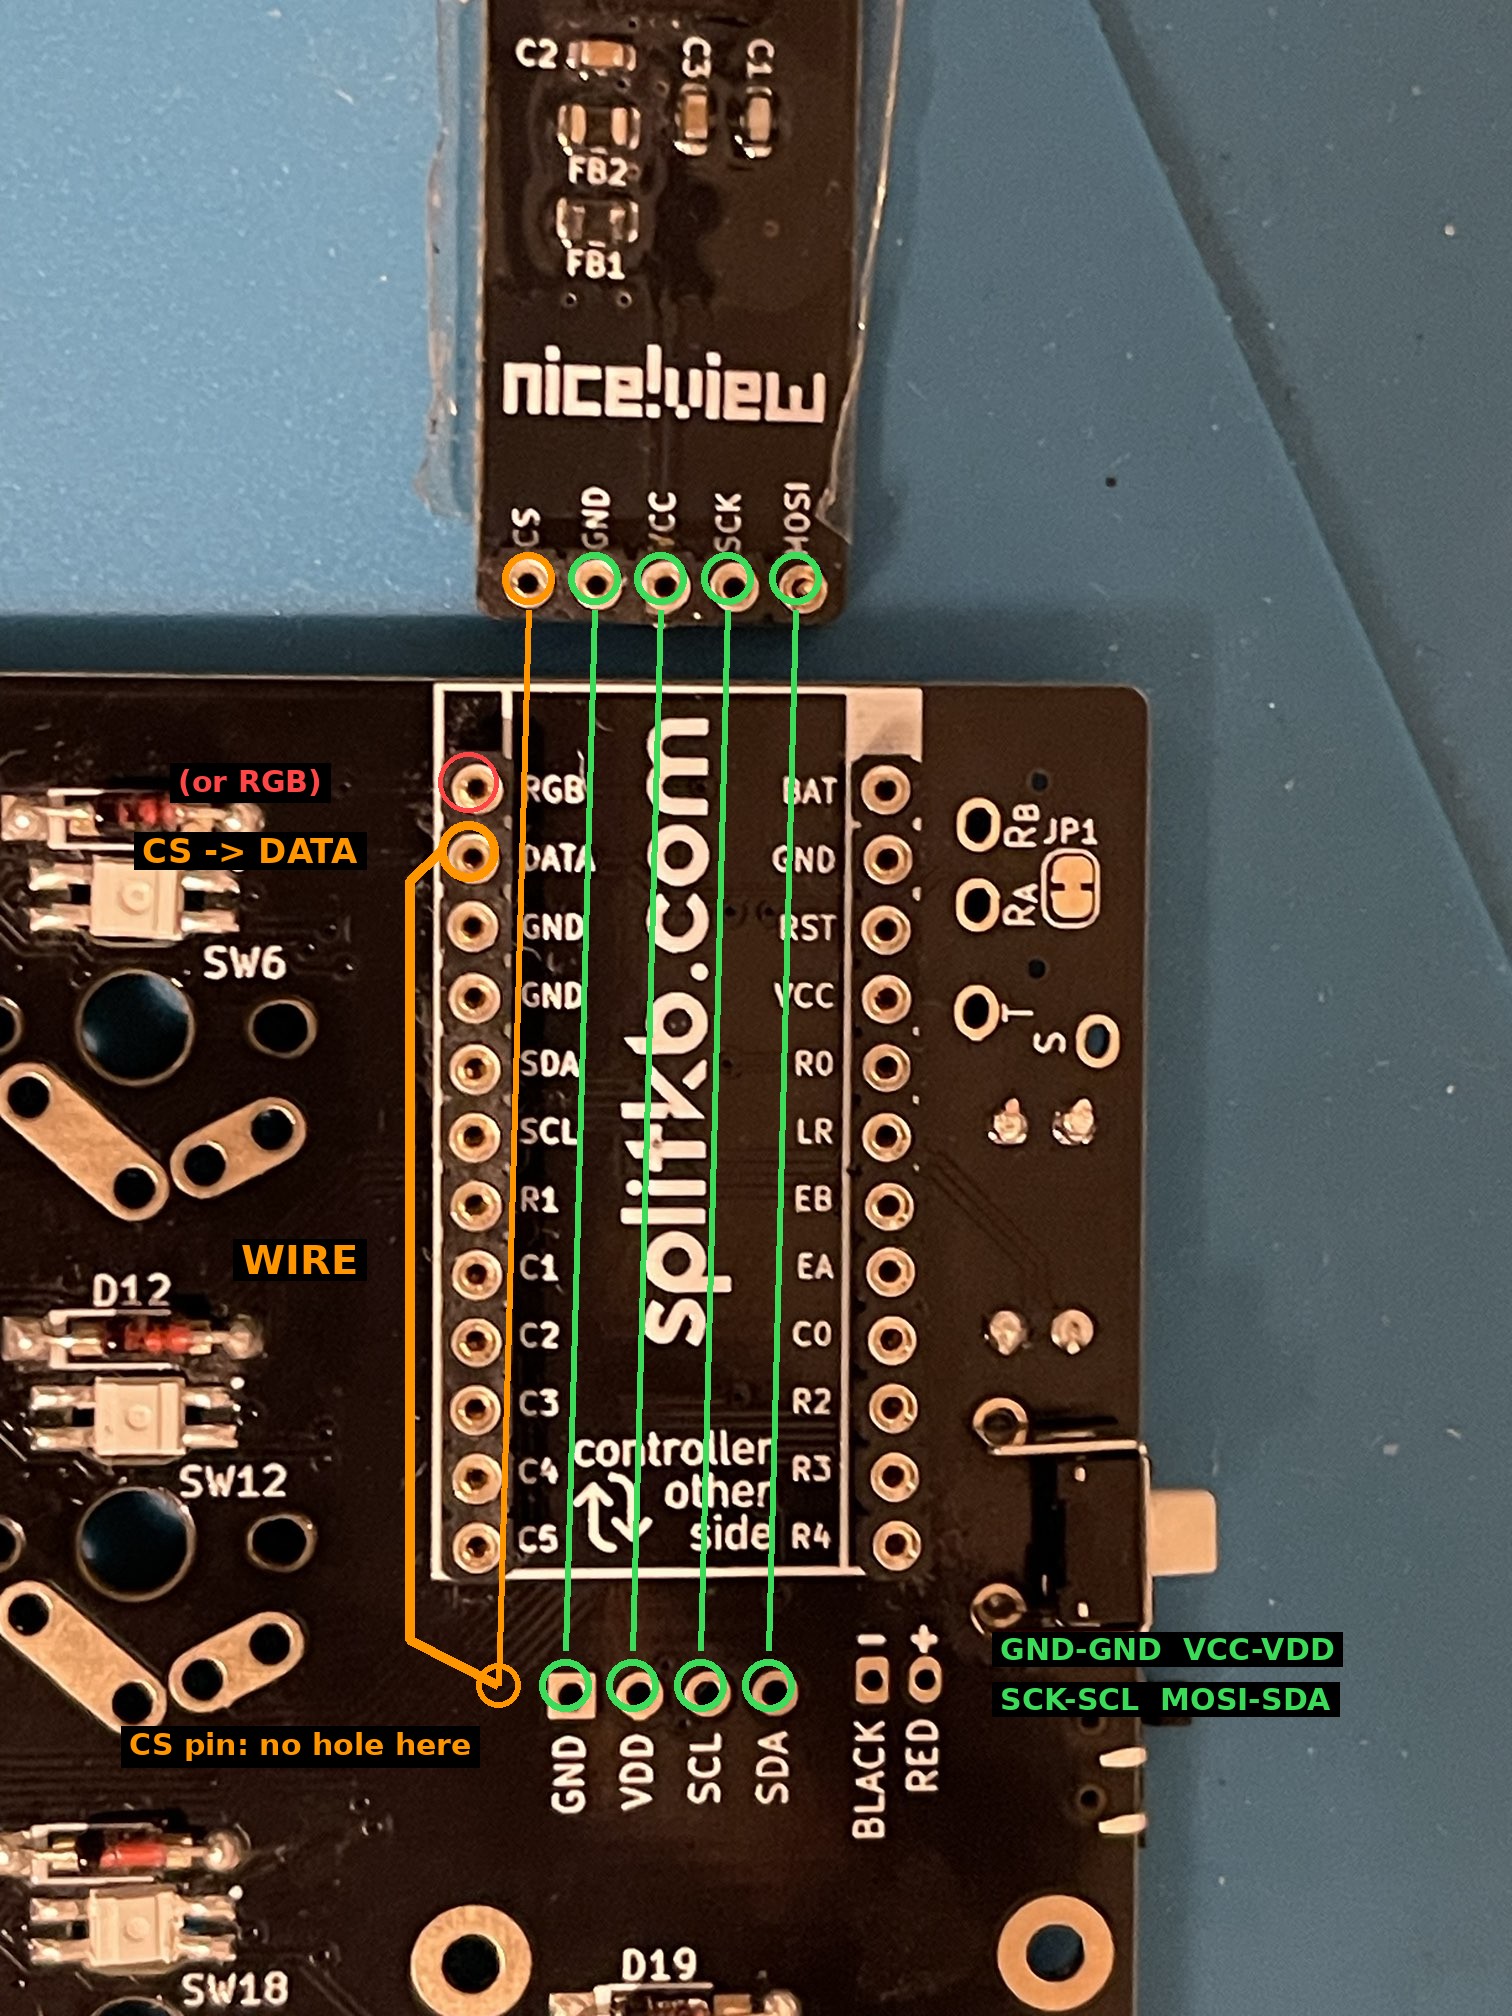 C2
C3
C1
FB2
FB1
nice!view
CS
GND
VCC
SCK
MOSI
(or RGB)
CS -> DATA
SW6
RGB
DATA
GND
GND
SDA
SCL
R1
C1
C2
C3
C4
C5
splitkb.com
BAT
GND
RST
VCC
R0
LR
EB
EA
C0
R2
R3
R4
controller
other
side
RB
JP1
RA
T
S
WIRE
D12
SW12
GND-GND VCC-VDD
SCK-SCL MOSI-SDA
CS pin: no hole here
GND
VDD
SCL
SDA
BLACK -
RED +
SW18
D19